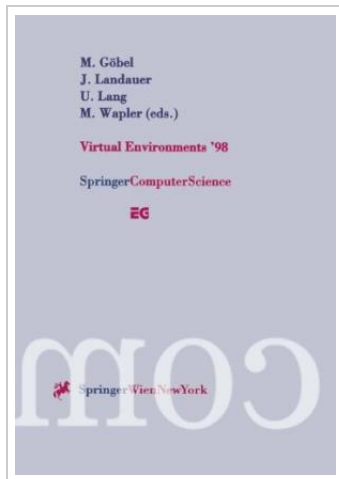 M. Göbel
J. Landauer
U. Lang
M. Wapler (eds.)
Virtual Environments '98
SpringerComputerScience
EG
com
SpringerWienNewYork